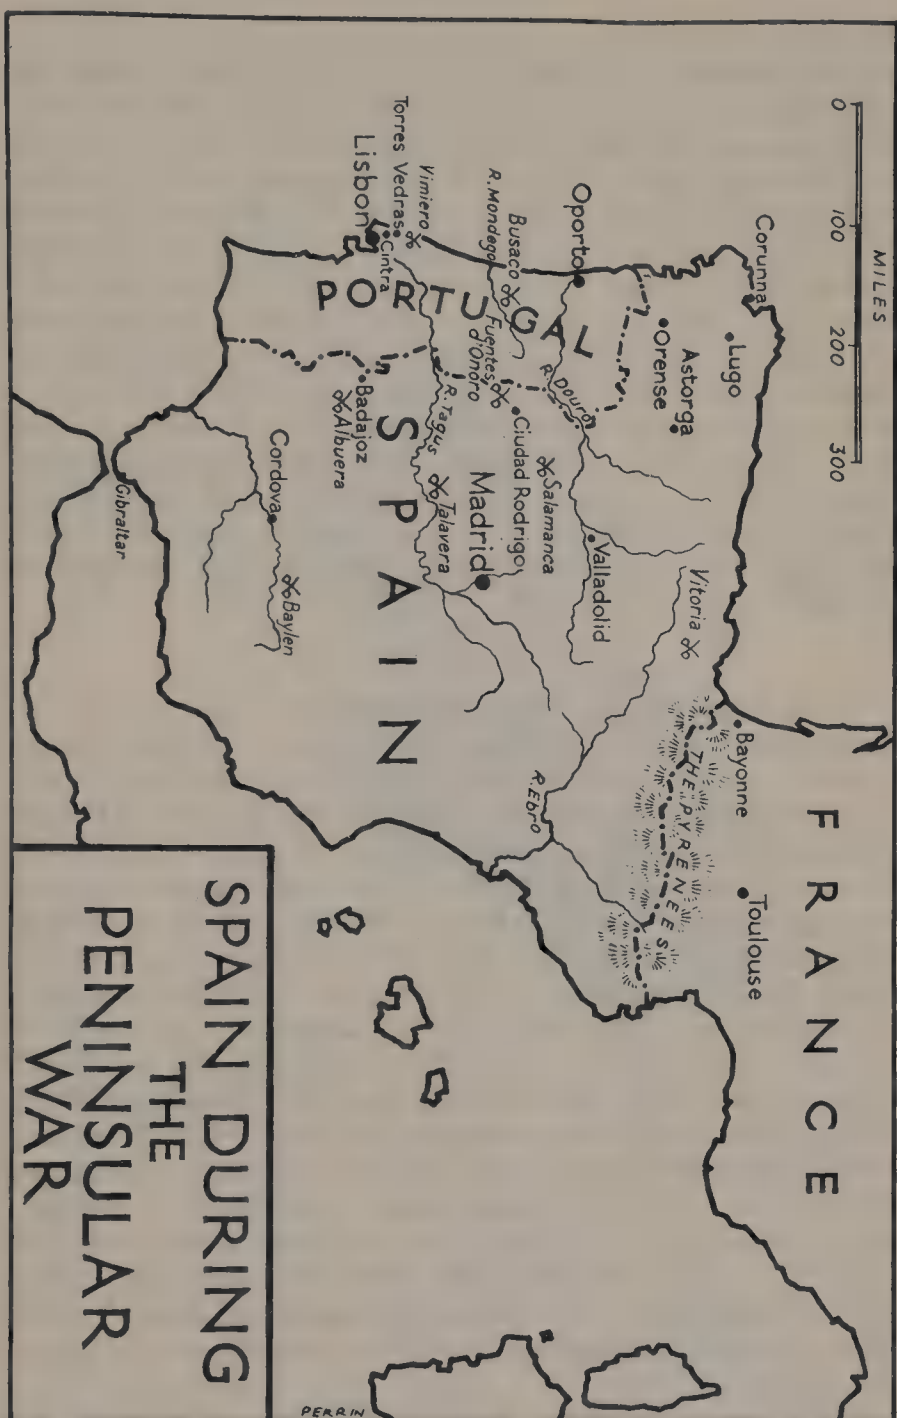 MILES
0 100 200 300
Corunna
Lugo
Astorga
Orense
Oporto
Busaco
R. Mondego
Vimiero
Torres Vedras
Lisbon
Cintra
PORTUGAL
Fuentes
d'Onoro
R. Douro
Ciudad Rodrigo
Salamanca
Valladolid
Vitoria
Madrid
Talavera
R. Tagus
SPAIN
Badajoz
Albuera
Cordova
Baylen
Gibraltar
R. Ebro
THE PYRENEES
Bayonne
Toulouse
FRANCE
SPAIN DURING
THE
PENINSULAR
WAR
PERRIN